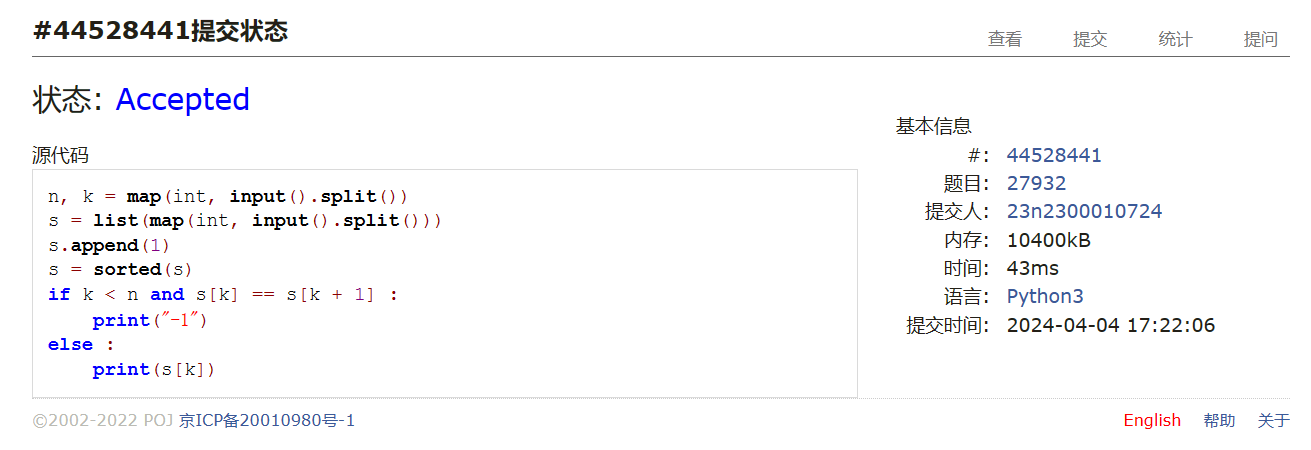 #44528441提交状态
查看 提交 统计 提问
状态: Accepted
基本信息
源代码
#: 44528441
题目: 27932
提交人: 23n2300010724
内存: 10400kB
时间: 43ms
语言: Python3
提交时间: 2024-04-04 17:22:06
n, k = map(int, input().split())
s = list(map(int, input().split()))
s.append(1)
s = sorted(s)
if k < n and s[k] == s[k + 1] :
    print("-1")
else :
    print(s[k])
©2002-2022 POJ 京ICP备20010980号-1
English 帮助 关于